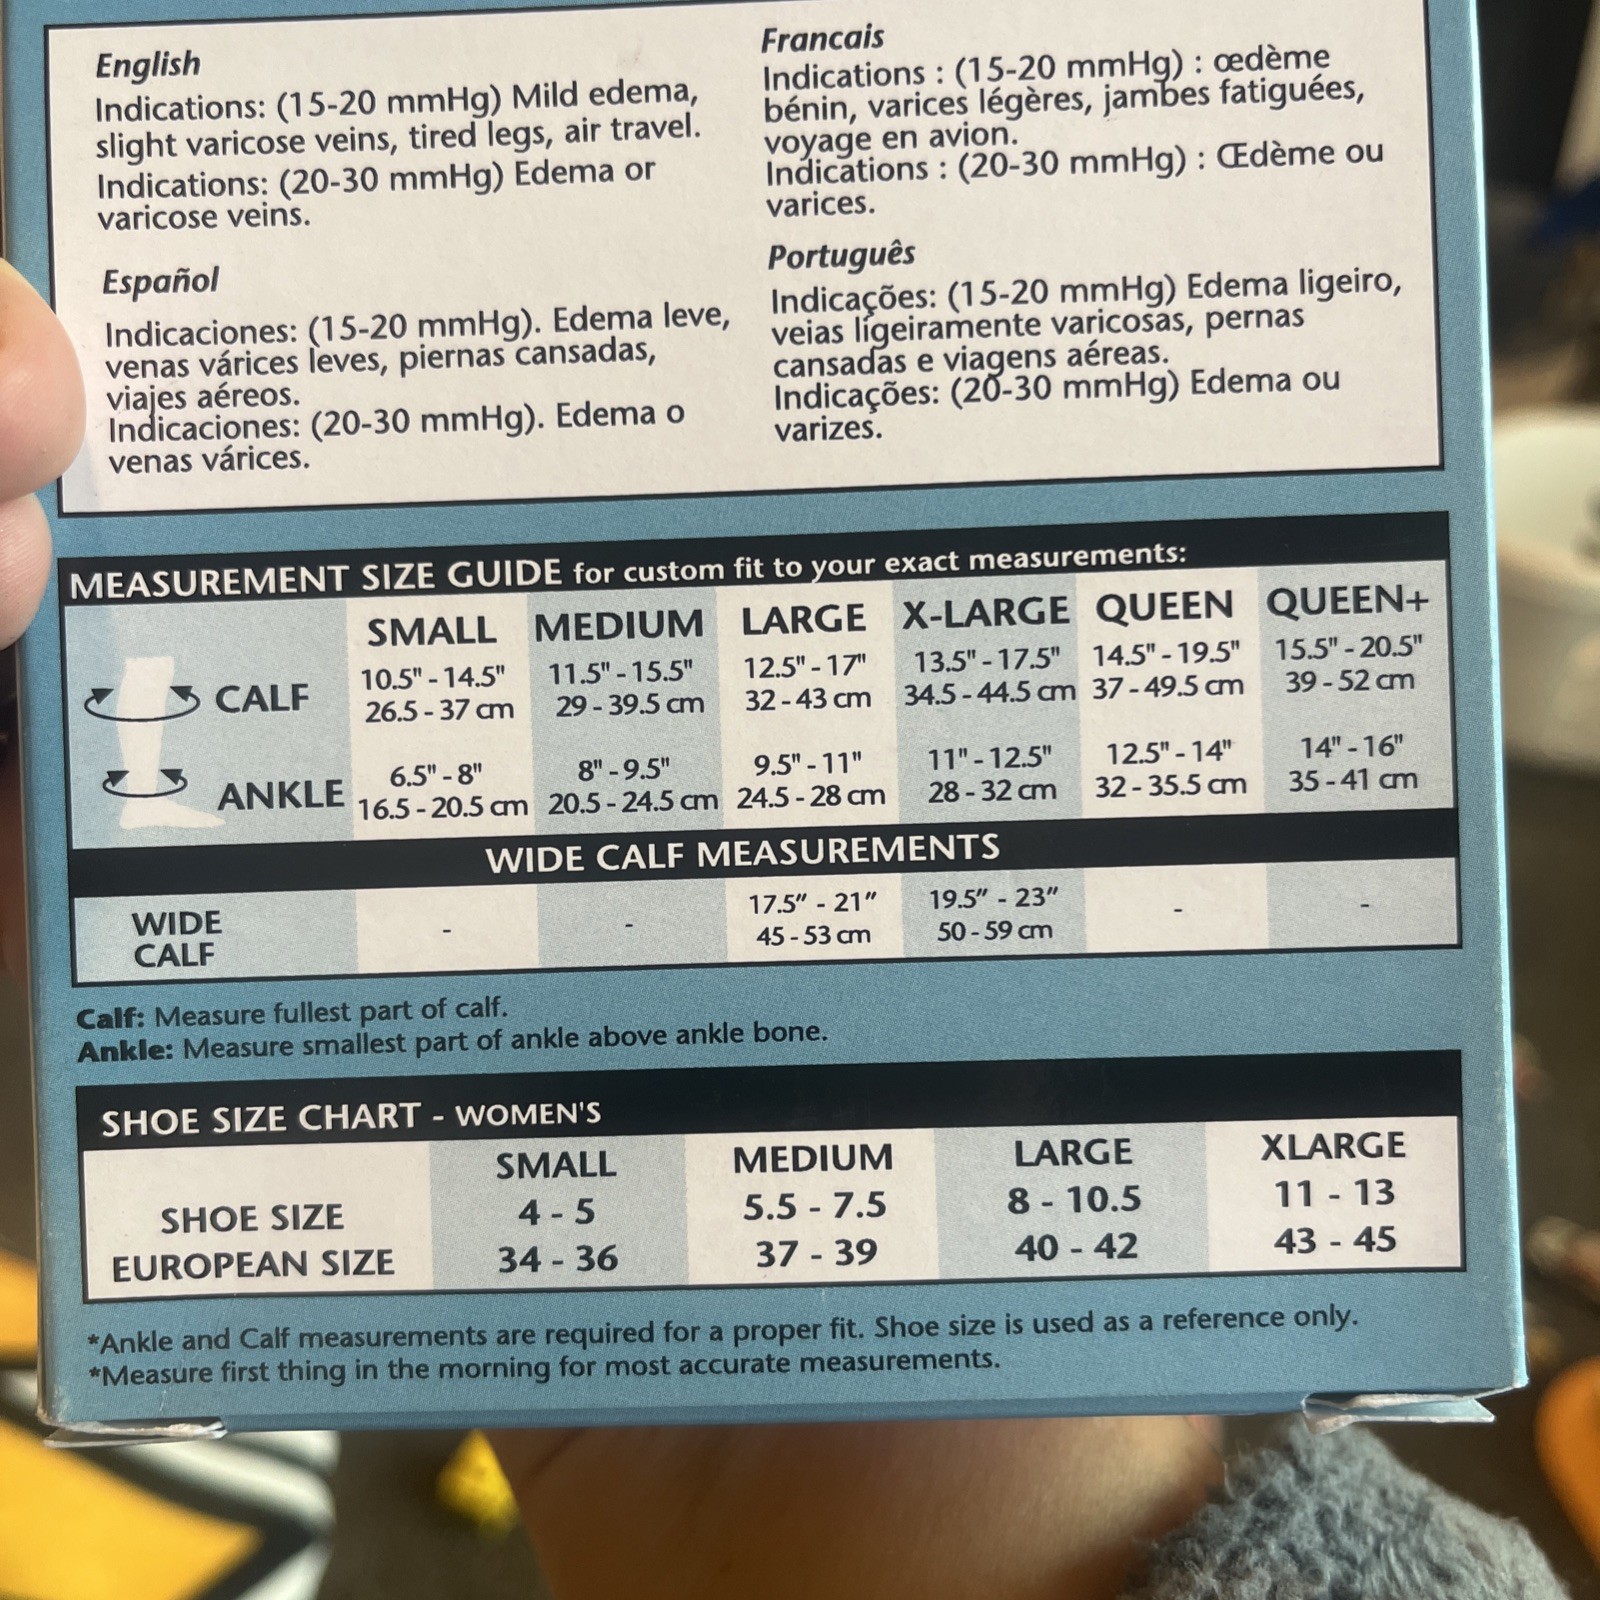 English
Indications: (15-20 mmHg) Mild edema,
slight varicose veins, tired legs, air travel.
Indications: (20-30 mmHg) Edema or
varicose veins.
Español
Indicaciones: (15-20 mmHg). Edema leve,
venas várices leves, piernas cansadas,
viajes aéreos.
Indicaciones: (20-30 mmHg). Edema o
venas várices.
Francais
Indications : (15-20 mmHg) : œdème
bénin, varices légères, jambes fatiguées,
voyage en avion.
Indications : (20-30 mmHg) : Œdème ou
varices.
Português
Indicações: (15-20 mmHg) Edema ligeiro,
veias ligeiramente varicosas, pernas
cansadas e viagens aéreas.
Indicações: (20-30 mmHg) Edema ou
varizes.
MEASUREMENT SIZE GUIDE for custom fit to your exact measurements:
SMALL MEDIUM LARGE X-LARGE QUEEN QUEEN+
CALF 10.5" - 14.5" 11.5" - 15.5" 12.5" - 17" 13.5" - 17.5" 14.5" - 19.5" 15.5" - 20.5"
26.5 - 37 cm 29 - 39.5 cm 32 - 43 cm 34.5 - 44.5 cm 37 - 49.5 cm 39 - 52 cm
ANKLE 6.5" - 8" 8" - 9.5" 9.5" - 11" 11" - 12.5" 12.5" - 14" 14" - 16"
16.5 - 20.5 cm 20.5 - 24.5 cm 24.5 - 28 cm 28 - 32 cm 32 - 35.5 cm 35 - 41 cm
WIDE CALF MEASUREMENTS
WIDE CALF - - 17.5" - 21" 19.5" - 23" - -
45 - 53 cm 50 - 59 cm
Calf: Measure fullest part of calf.
Ankle: Measure smallest part of ankle above ankle bone.
SHOE SIZE CHART - WOMEN'S
SMALL MEDIUM LARGE XLARGE
SHOE SIZE 4 - 5 5.5 - 7.5 8 - 10.5 11 - 13
EUROPEAN SIZE 34 - 36 37 - 39 40 - 42 43 - 45
*Ankle and Calf measurements are required for a proper fit. Shoe size is used as a reference only.
*Measure first thing in the morning for most accurate measurements.